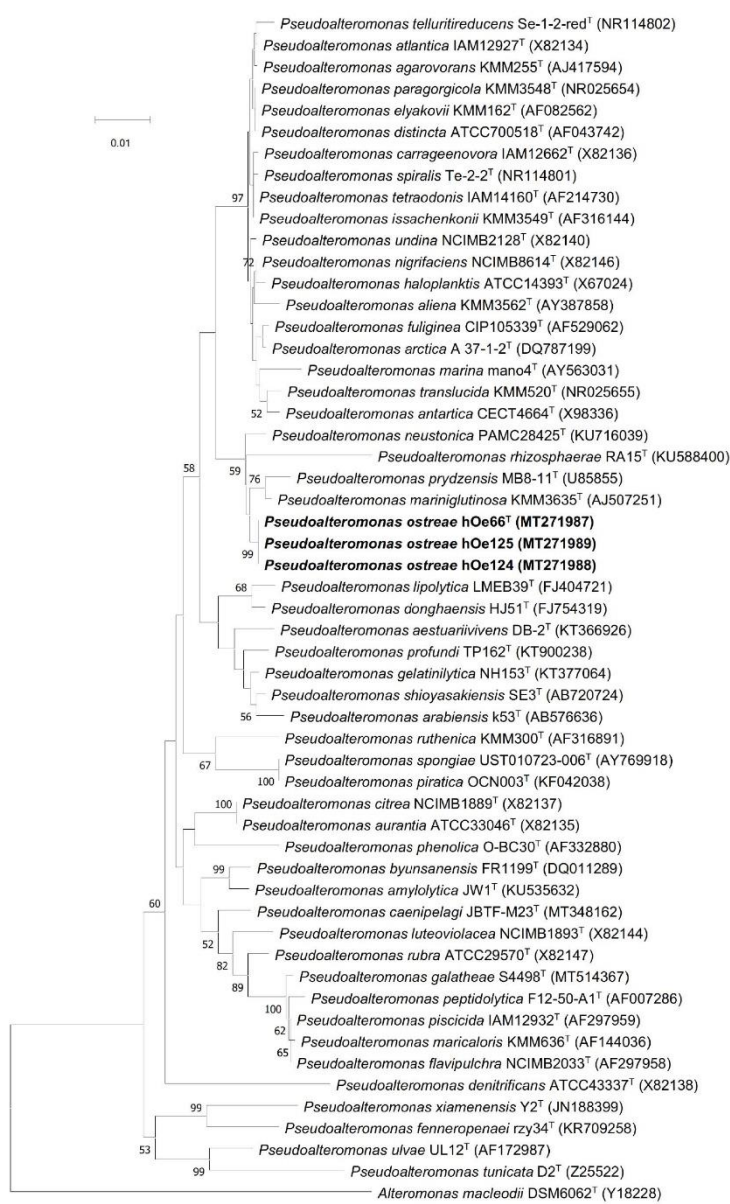 Pseudoalteromonas telluritireducens Se-1-2-redᵀ (NR114802)
Pseudoalteromonas atlantica IAM12927ᵀ (X82134)
Pseudoalteromonas agarovorans KMM255ᵀ (AJ417594)
Pseudoalteromonas paragorgicola KMM3548ᵀ (NR025654)
Pseudoalteromonas elyakovii KMM162ᵀ (AF082562)
Pseudoalteromonas distincta ATCC700518ᵀ (AF043742)
0.01
Pseudoalteromonas carrageenovora IAM12662ᵀ (X82136)
Pseudoalteromonas spiralis Te-2-2ᵀ (NR114801)
97
Pseudoalteromonas tetraodonis IAM14160ᵀ (AF214730)
Pseudoalteromonas issachenkonii KMM3549ᵀ (AF316144)
Pseudoalteromonas undina NCIMB2128ᵀ (X82140)
72
Pseudoalteromonas nigrifaciens NCIMB8614ᵀ (X82146)
Pseudoalteromonas haloplanktis ATCC14393ᵀ (X67024)
Pseudoalteromonas aliena KMM3562ᵀ (AY387858)
Pseudoalteromonas fuliginea CIP105339ᵀ (AF529062)
Pseudoalteromonas arctica A 37-1-2ᵀ (DQ787199)
Pseudoalteromonas marina mano4ᵀ (AY563031)
Pseudoalteromonas translucida KMM520ᵀ (NR025655)
52
Pseudoalteromonas antartica CECT4664ᵀ (X98336)
Pseudoalteromonas neustonica PAMC28425ᵀ (KU716039)
Pseudoalteromonas rhizosphaerae RA15ᵀ (KU588400)
58
59
76
Pseudoalteromonas prydzensis MB8-11ᵀ (U85855)
Pseudoalteromonas mariniglutinosa KMM3635ᵀ (AJ507251)
Pseudoalteromonas ostreae hOe66ᵀ (MT271987)
Pseudoalteromonas ostreae hOe125 (MT271989)
99
Pseudoalteromonas ostreae hOe124 (MT271988)
68
Pseudoalteromonas lipolytica LMEB39ᵀ (FJ404721)
Pseudoalteromonas donghaensis HJ51ᵀ (FJ754319)
Pseudoalteromonas aestuariivivens DB-2ᵀ (KT366926)
Pseudoalteromonas profundi TP162ᵀ (KT900238)
Pseudoalteromonas gelatinilytica NH153ᵀ (KT377064)
Pseudoalteromonas shioyasakiensis SE3ᵀ (AB720724)
56
Pseudoalteromonas arabiensis k53ᵀ (AB576636)
Pseudoalteromonas ruthenica KMM300ᵀ (AF316891)
67
Pseudoalteromonas spongiae UST010723-006ᵀ (AY769918)
100
Pseudoalteromonas piratica OCN003ᵀ (KF042038)
100
Pseudoalteromonas citrea NCIMB1889ᵀ (X82137)
Pseudoalteromonas aurantia ATCC33046ᵀ (X82135)
Pseudoalteromonas phenolica O-BC30ᵀ (AF332880)
99
Pseudoalteromonas byunsanensis FR1199ᵀ (DQ011289)
Pseudoalteromonas amylolytica JW1ᵀ (KU535632)
60
Pseudoalteromonas caenipelagi JBTF-M23ᵀ (MT348162)
Pseudoalteromonas luteoviolacea NCIMB1893ᵀ (X82144)
52
Pseudoalteromonas rubra ATCC29570ᵀ (X82147)
82
Pseudoalteromonas galatheae S4498ᵀ (MT514367)
89
Pseudoalteromonas peptidolytica F12-50-A1ᵀ (AF007286)
100
Pseudoalteromonas piscicida IAM12932ᵀ (AF297959)
62
Pseudoalteromonas maricaloris KMM636ᵀ (AF144036)
65
Pseudoalteromonas flavipulchra NCIMB2033ᵀ (AF297958)
Pseudoalteromonas denitrificans ATCC43337ᵀ (X82138)
99
Pseudoalteromonas xiamenensis Y2ᵀ (JN188399)
Pseudoalteromonas fenneropenaei rzy34ᵀ (KR709258)
53
Pseudoalteromonas ulvae UL12ᵀ (AF172987)
99
Pseudoalteromonas tunicata D2ᵀ (Z25522)
Alteromonas macleodii DSM6062ᵀ (Y18228)